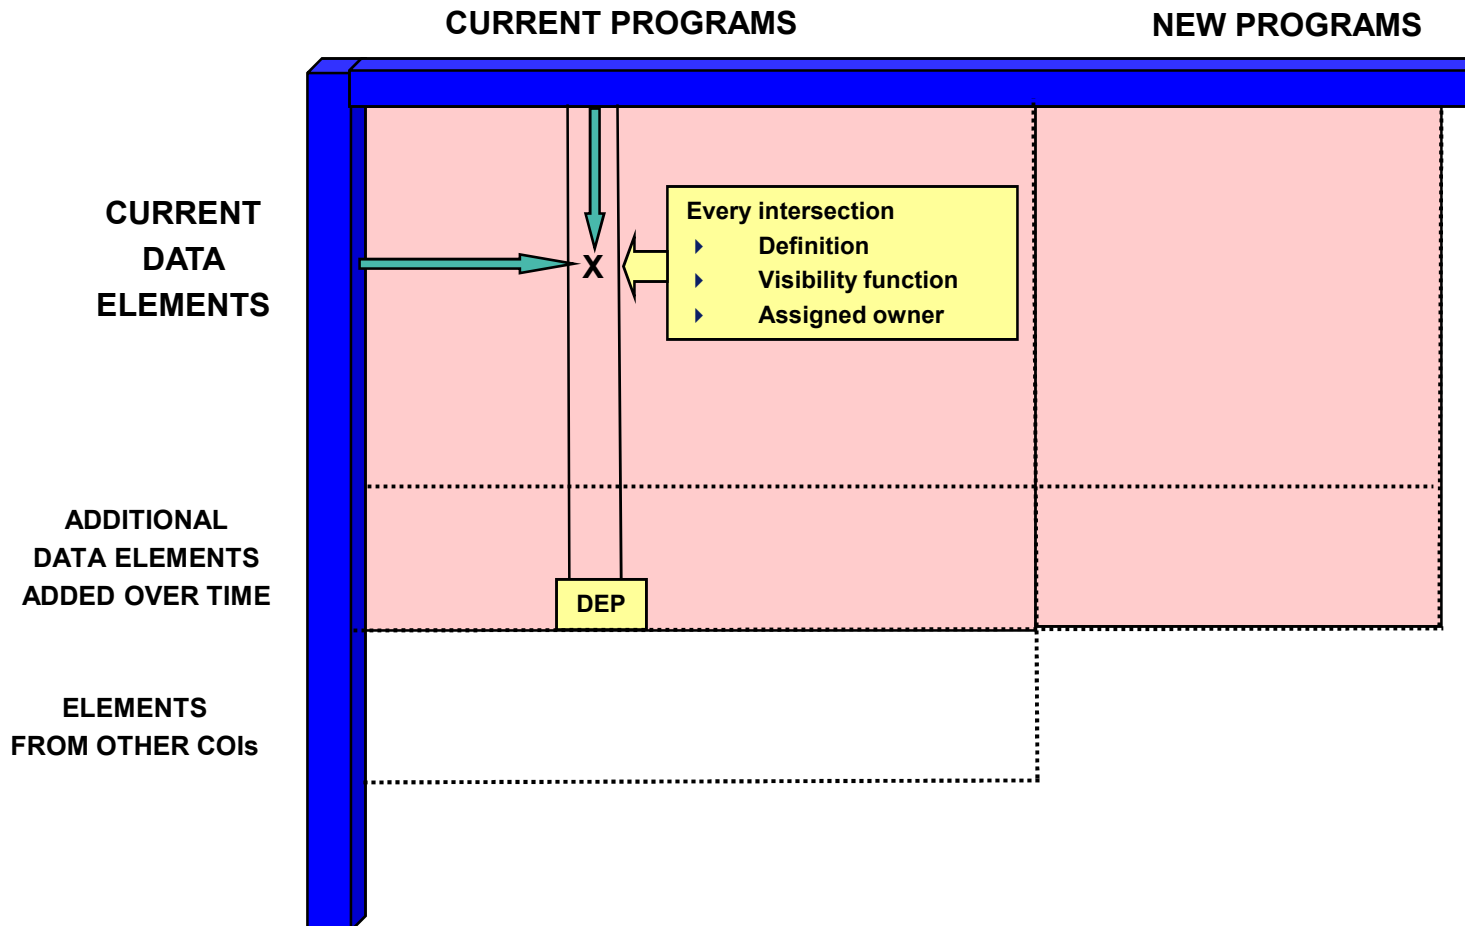 CURRENT PROGRAMS
NEW PROGRAMS
CURRENT
DATA
ELEMENTS
X
Every intersection
Definition
Visibility function
Assigned owner
ADDITIONAL
DATA ELEMENTS
ADDED OVER TIME
DEP
ELEMENTS
FROM OTHER COIs